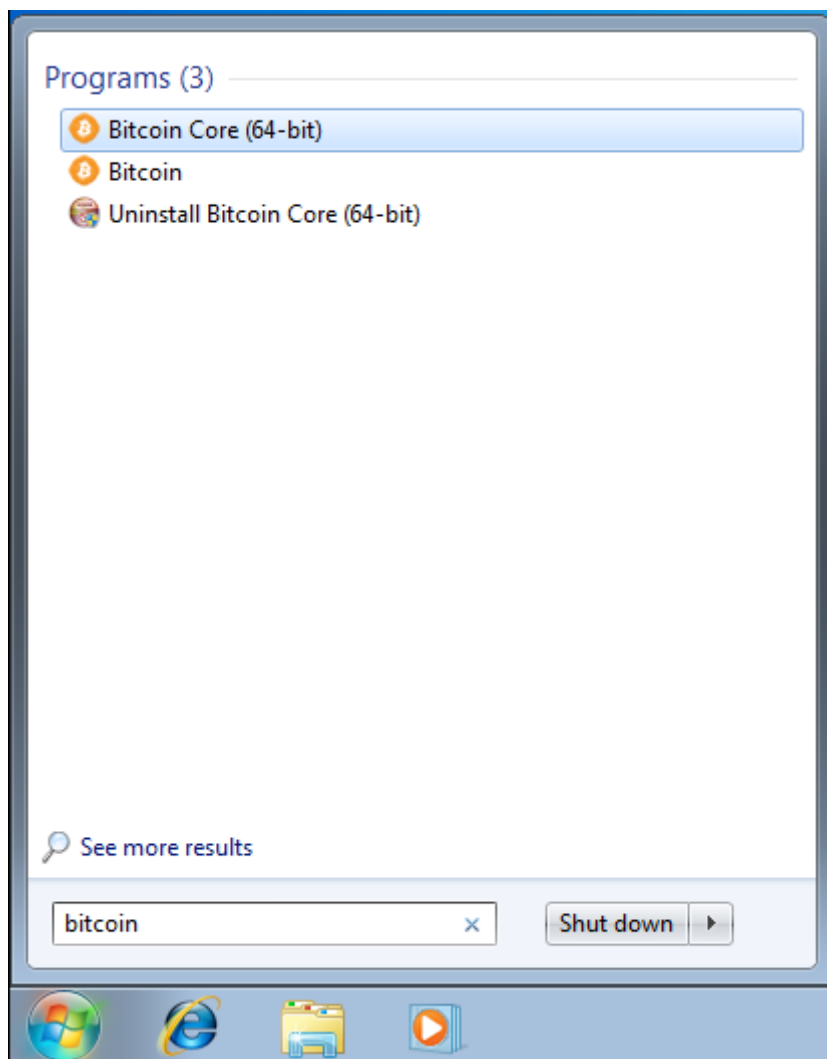 Programs (3)
Bitcoin Core (64-bit)
Bitcoin
Uninstall Bitcoin Core (64-bit)
See more results
bitcoin
Shut down